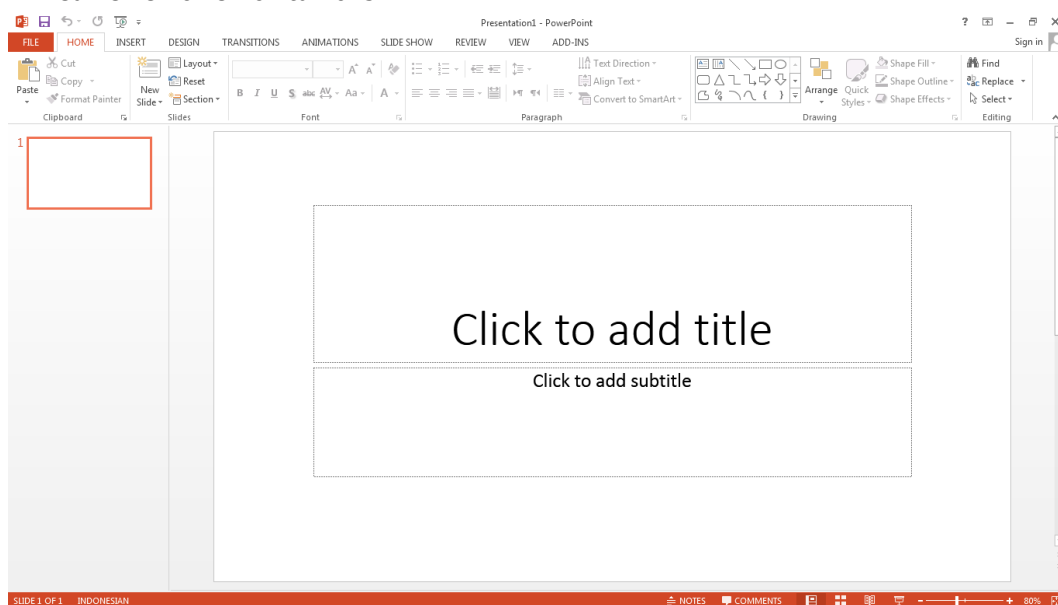 Presentation1 - PowerPoint
?
FILE HOME INSERT DESIGN TRANSITIONS ANIMATIONS SLIDE SHOW REVIEW VIEW ADD-INS Sign in
Paste
Cut
Copy
Format Painter
Clipboard
New
Slide
Layout
Reset
Section
Slides
B I U S abc AV Aa A
Font
Text Direction
Align Text
Convert to SmartArt
Paragraph
Arrange
Quick
Styles
Shape Fill
Shape Outline
Shape Effects
Drawing
Find
Replace
Select
Editing
1
Click to add title
Click to add subtitle
SLIDE 1 OF 1 INDONESIAN NOTES COMMENTS 80%